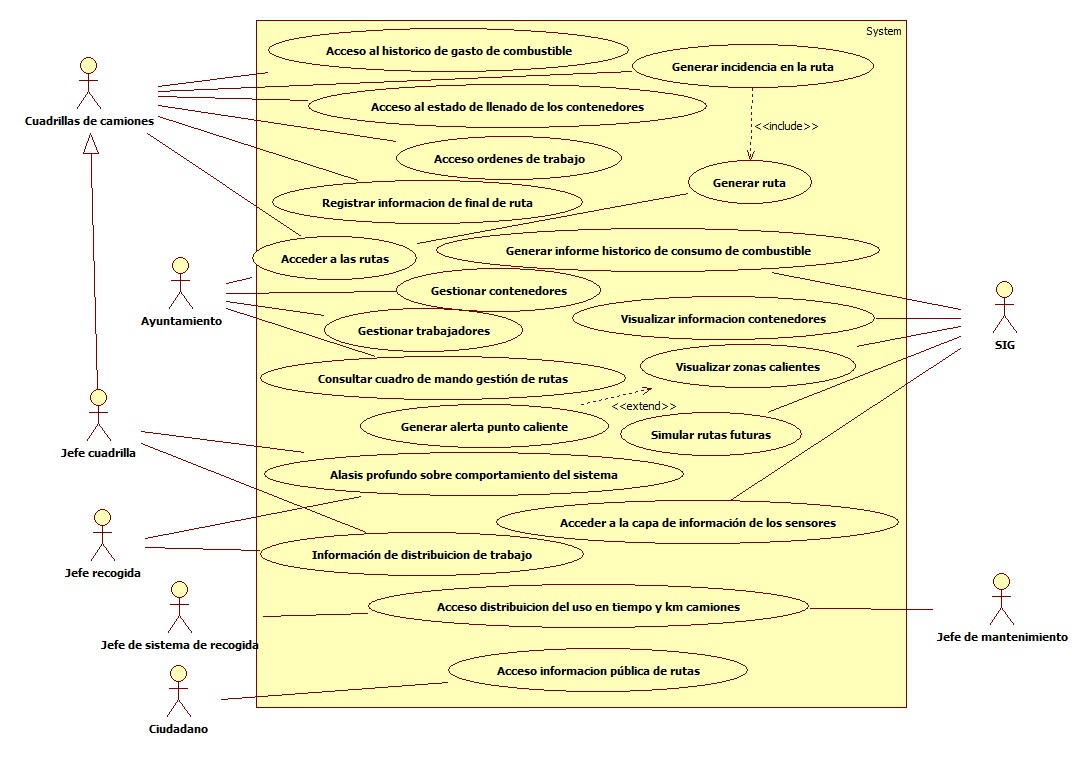 System
Acceso al historico de gasto de combustible
Generar incidencia en la ruta
Acceso al estado de llenado de los contenedores
Cuadrillas de camiones
<<include>>
Acceso ordenes de trabajo
Generar ruta
Registrar informacion de final de ruta
Generar informe historico de consumo de combustible
Acceder a las rutas
Gestionar contenedores
Ayuntamiento
Visualizar informacion contenedores
Gestionar trabajadores
SIG
Visualizar zonas calientes
Consultar cuadro de mando gestión de rutas
<<extend>>
Generar alerta punto caliente
Simular rutas futuras
Jefe cuadrilla
Alasis profundo sobre comportamiento del sistema
Acceder a la capa de información de los sensores
Información de distribuicion de trabajo
Jefe recogida
Acceso distribuicion del uso en tiempo y km camiones
Jefe de mantenimiento
Jefe de sistema de recogida
Acceso informacion pública de rutas
Ciudadano